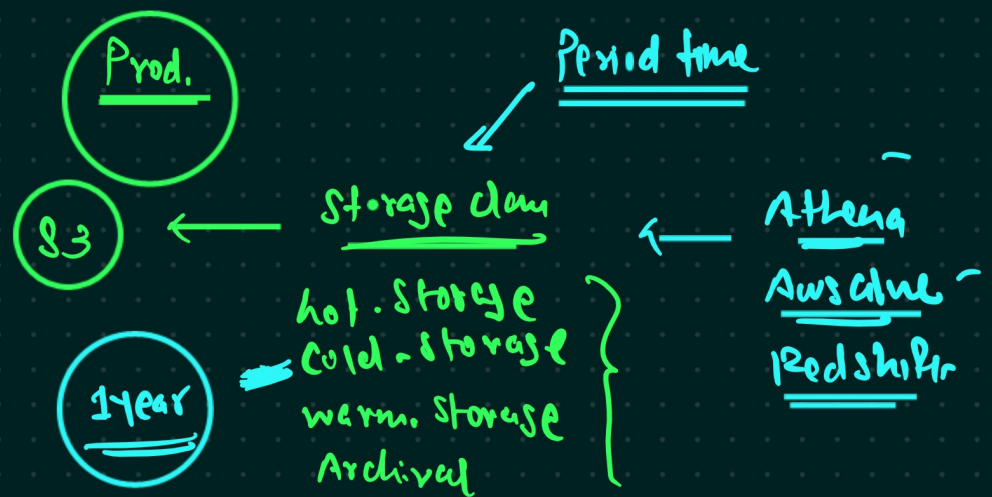 Prod.
Period time
S3
Storage class
Athena
hot. Storage
Aws Glue
Cold - Storage
Redshift
1year
warm. Storage
Archival